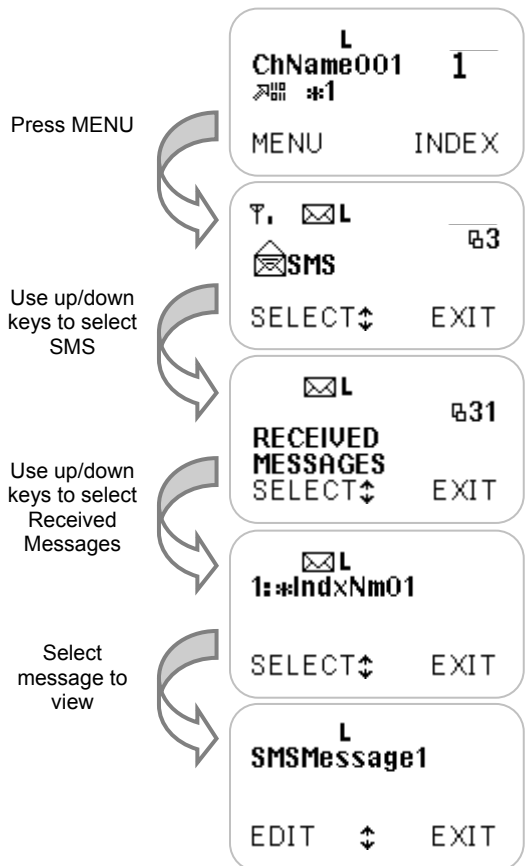 L
ChName001 1
*1
MENU INDEX
Press MENU
L
3
SMS
SELECT EXIT
Use up/down
keys to select
SMS
L
31
RECEIVED
MESSAGES
SELECT EXIT
Use up/down
keys to select
Received
Messages
L
1:*IndxNm01
SELECT EXIT
Select
message to
view
L
SMSMessage1
EDIT EXIT